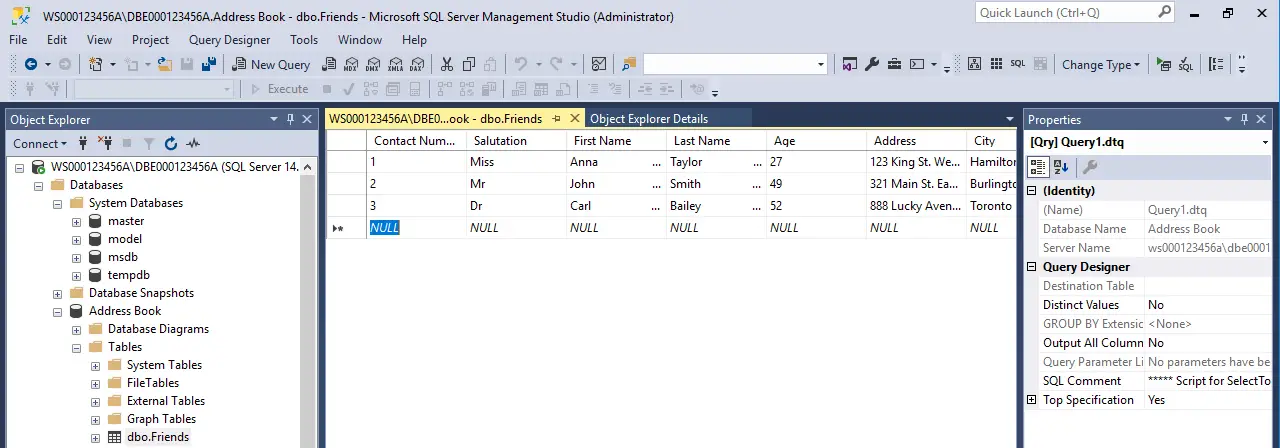 WS000123456A\DBE000123456A.Address Book - dbo.Friends - Microsoft SQL Server Management Studio (Administrator)
Quick Launch (Ctrl+Q)
File Edit View Project Query Designer Tools Window Help
New Query MDX DMX XMLA DAX SQL Change Type SQL
Execute
Object Explorer
Connect
WS000123456A\DBE000123456A (SQL Server 14.
Databases
System Databases
master
model
msdb
tempdb
Database Snapshots
Address Book
Database Diagrams
Tables
System Tables
FileTables
External Tables
Graph Tables
dbo.Friends
WS000123456A\DBE0...ook - dbo.Friends Object Explorer Details
Contact Num... Salutation First Name Last Name Age Address City
1 Miss Anna ... Taylor ... 27 123 King St. We... Hamilton
2 Mr John ... Smith ... 49 321 Main St. Ea... Burlingt
3 Dr Carl ... Bailey ... 52 888 Lucky Aven... Toronto
NULL NULL NULL NULL NULL NULL NULL
Properties
[Qry] Query1.dtq
(Identity)
(Name) Query1.dtq
Database Name Address Book
Server Name ws000123456a\dbe0001
Query Designer
Destination Table
Distinct Values No
GROUP BY Extensic <None>
Output All Column No
Query Parameter Li No parameters have be
SQL Comment ***** Script for SelectTo
Top Specification Yes